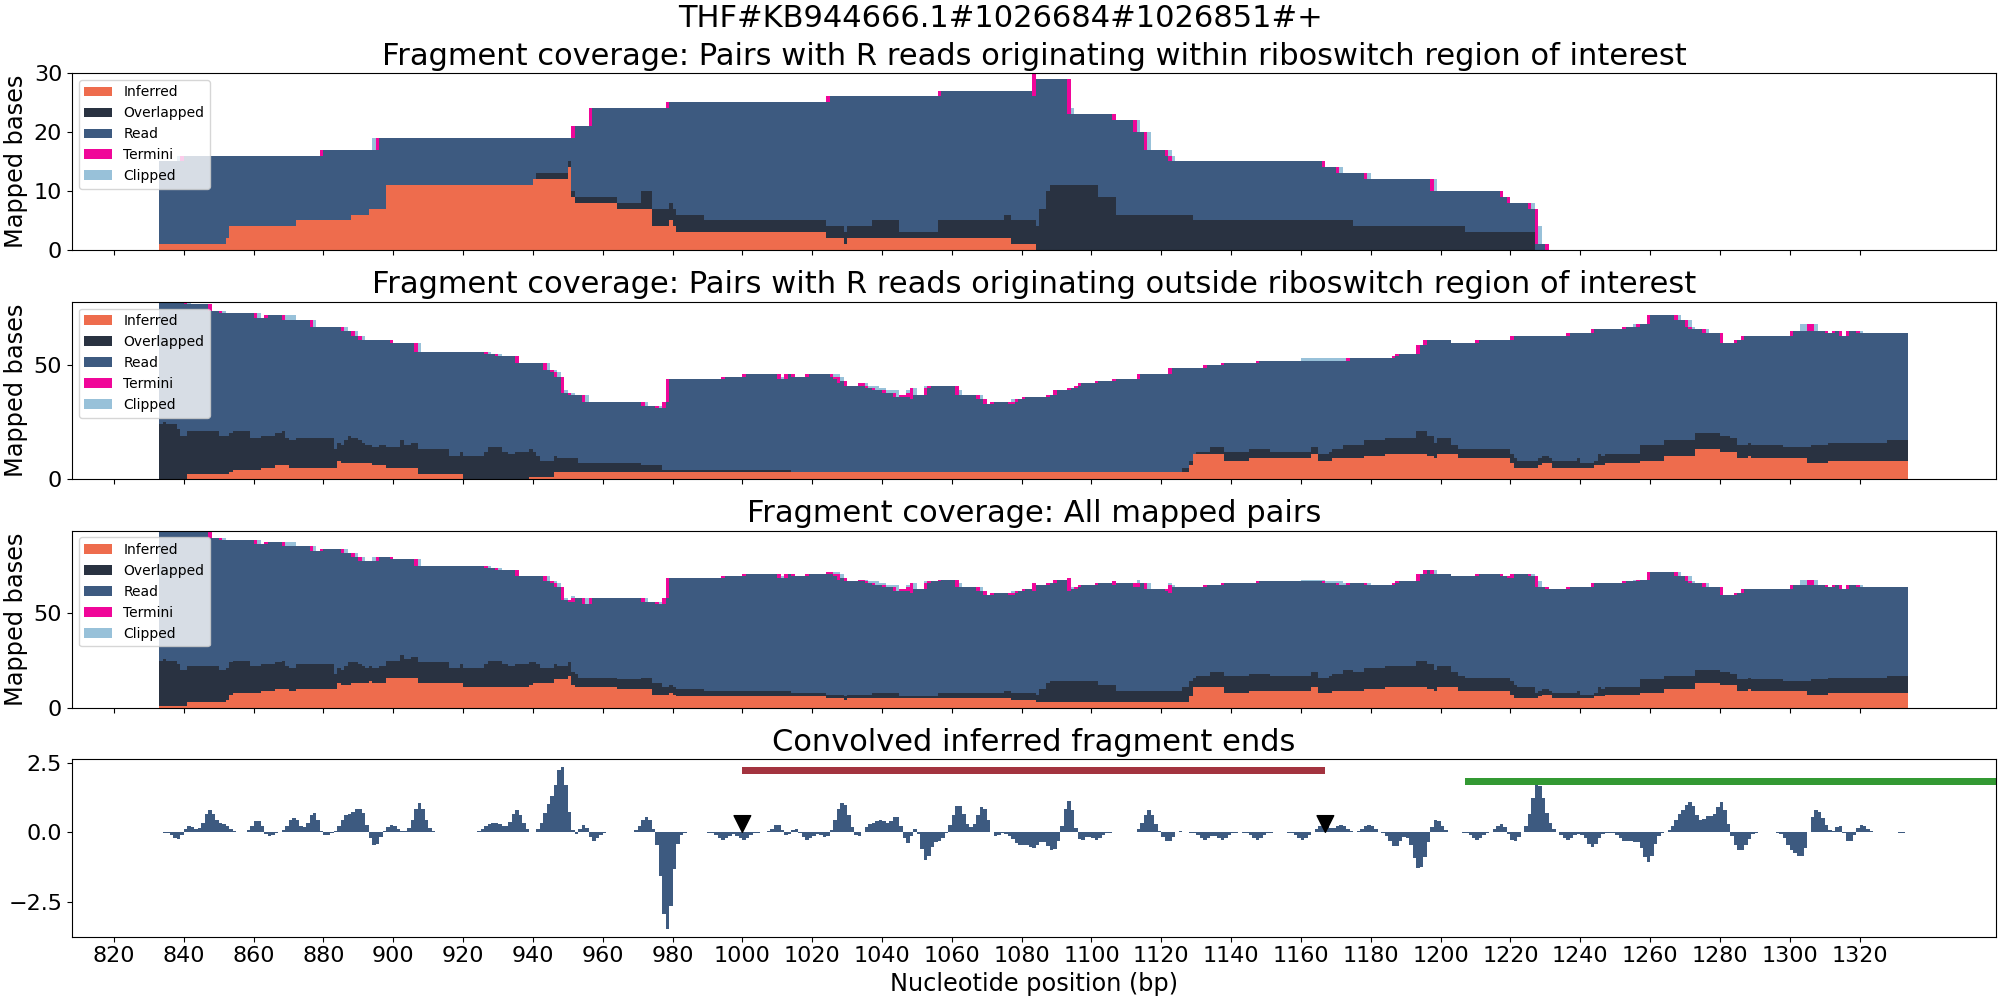 THF#KB944666.1#1026684#1026851#+
Fragment coverage: Pairs with R reads originating within riboswitch region of interest
Mapped bases
30
20
10
0
Inferred
Overlapped
Read
Termini
Clipped
Fragment coverage: Pairs with R reads originating outside riboswitch region of interest
Mapped bases
50
0
Inferred
Overlapped
Read
Termini
Clipped
Fragment coverage: All mapped pairs
Mapped bases
50
0
Inferred
Overlapped
Read
Termini
Clipped
Convolved inferred fragment ends
2.5
0.0
−2.5
820 840 860 880 900 920 940 960 980 1000 1020 1040 1060 1080 1100 1120 1140 1160 1180 1200 1220 1240 1260 1280 1300 1320
Nucleotide position (bp)